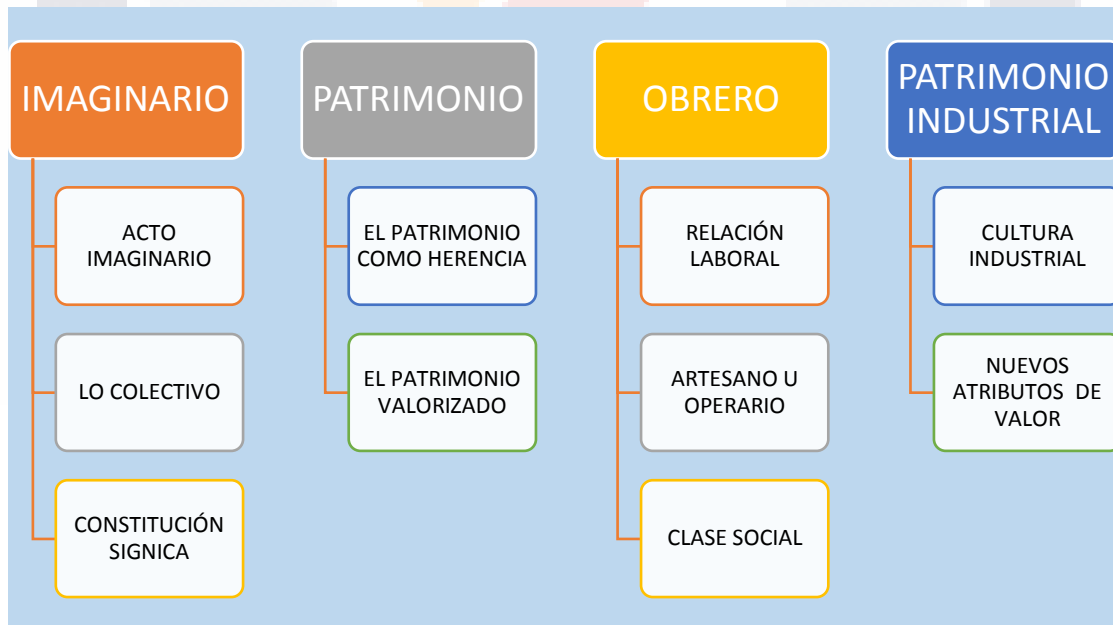 IMAGINARIO
ACTO
IMAGINARIO
LO COLECTIVO
CONSTITUCIÓN
SIGNICA
PATRIMONIO
EL PATRIMONIO
COMO HERENCIA
EL PATRIMONIO
VALORIZADO
OBRERO
RELACIÓN
LABORAL
ARTESANO U
OPERARIO
CLASE SOCIAL
PATRIMONIO
INDUSTRIAL
CULTURA
INDUSTRIAL
NUEVOS
ATRIBUTOS DE
VALOR